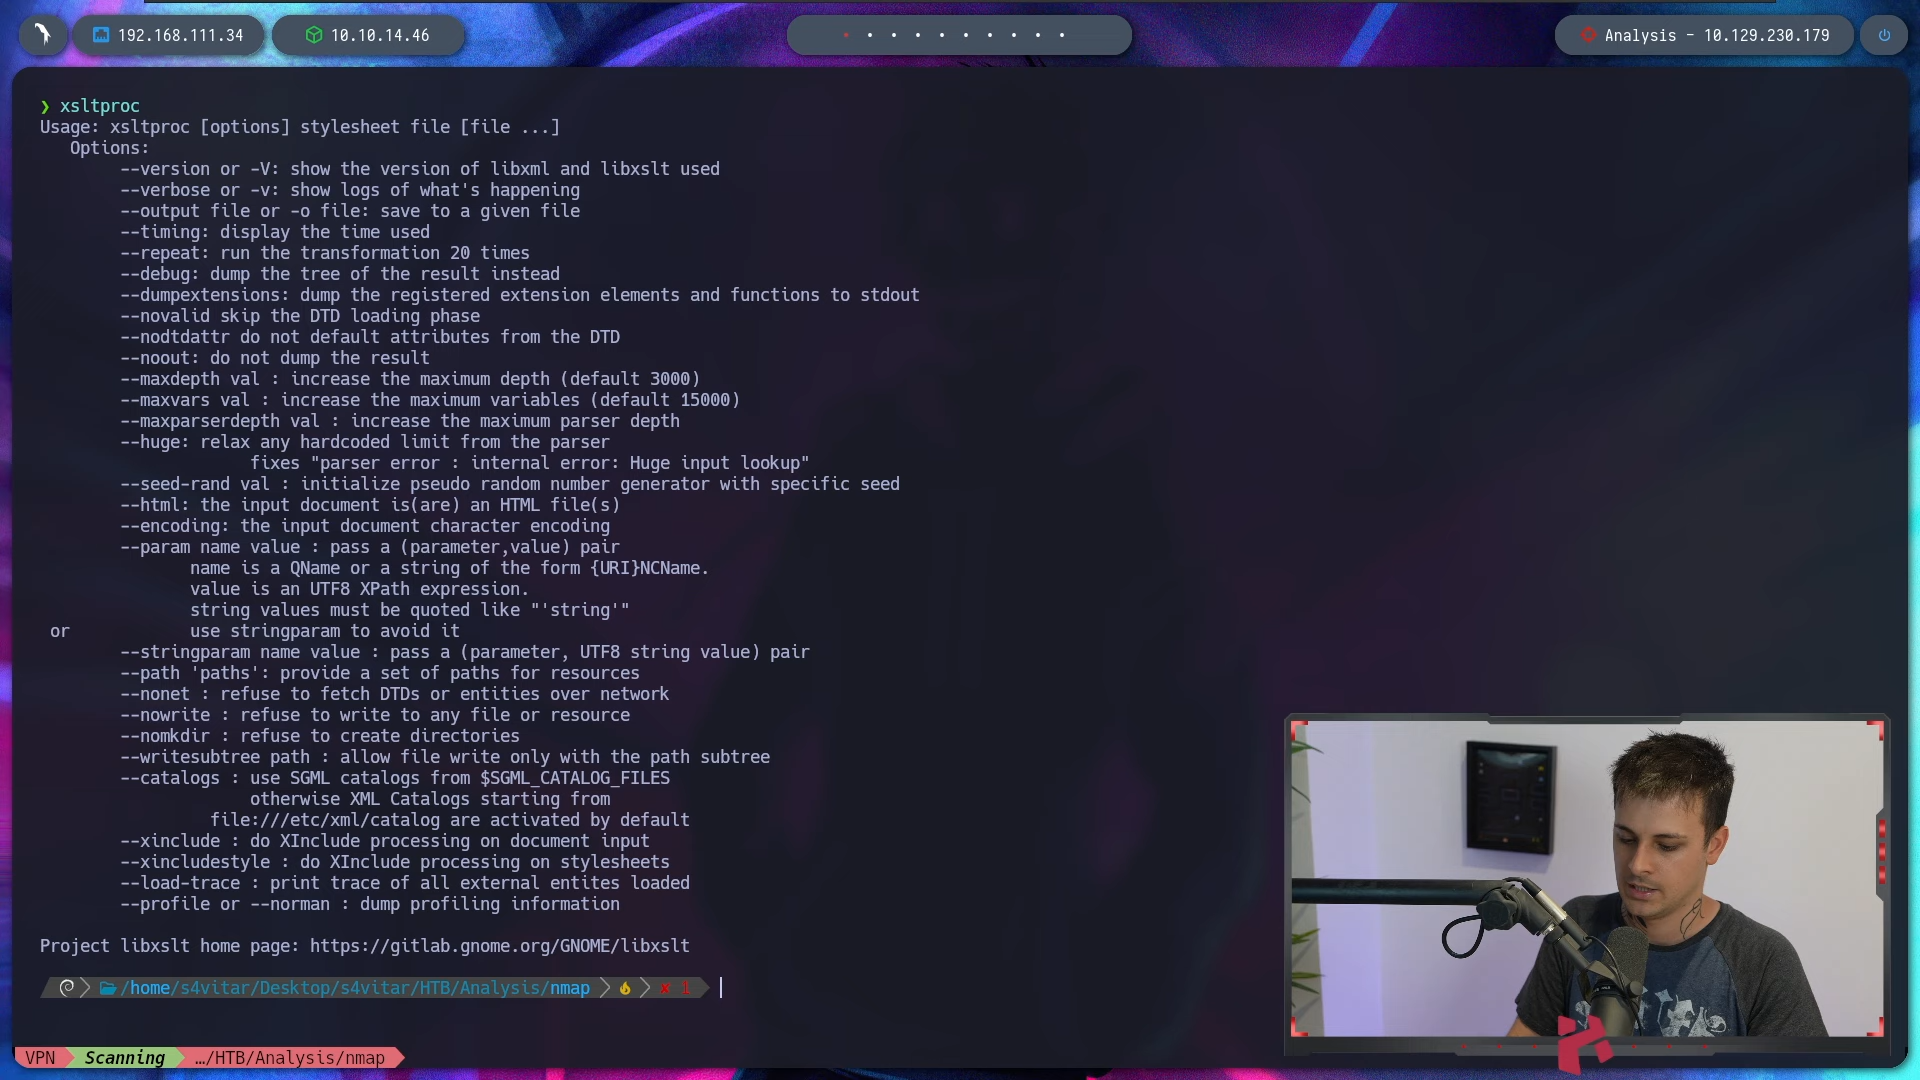 192.168.111.34
10.10.14.46
Analysis - 10.129.230.179
❯ xsltproc
Usage: xsltproc [options] stylesheet file [file ...]
Options:
--version or -V: show the version of libxml and libxslt used
--verbose or -v: show logs of what's happening
--output file or -o file: save to a given file
--timing: display the time used
--repeat: run the transformation 20 times
--debug: dump the tree of the result instead
--dumpextensions: dump the registered extension elements and functions to stdout
--novalid skip the DTD loading phase
--nodtdattr do not default attributes from the DTD
--noout: do not dump the result
--maxdepth val : increase the maximum depth (default 3000)
--maxvars val : increase the maximum variables (default 15000)
--maxparserdepth val : increase the maximum parser depth
--huge: relax any hardcoded limit from the parser
fixes "parser error : internal error: Huge input lookup"
--seed-rand val : initialize pseudo random number generator with specific seed
--html: the input document is(are) an HTML file(s)
--encoding: the input document character encoding
--param name value : pass a (parameter,value) pair
name is a QName or a string of the form {URI}NCName.
value is an UTF8 XPath expression.
string values must be quoted like "'string'"
or use stringparam to avoid it
--stringparam name value : pass a (parameter, UTF8 string value) pair
--path 'paths': provide a set of paths for resources
--nonet : refuse to fetch DTDs or entities over network
--nowrite : refuse to write to any file or resource
--nomkdir : refuse to create directories
--writesubtree path : allow file write only with the path subtree
--catalogs : use SGML catalogs from $SGML_CATALOG_FILES
otherwise XML Catalogs starting from
file:///etc/xml/catalog are activated by default
--xinclude : do XInclude processing on document input
--xincludestyle : do XInclude processing on stylesheets
--load-trace : print trace of all external entites loaded
--profile or --norman : dump profiling information
Project libxslt home page: https://gitlab.gnome.org/GNOME/libxslt
/home/s4vitar/Desktop/s4vitar/HTB/Analysis/nmap ✘ 1
VPN Scanning …/HTB/Analysis/nmap